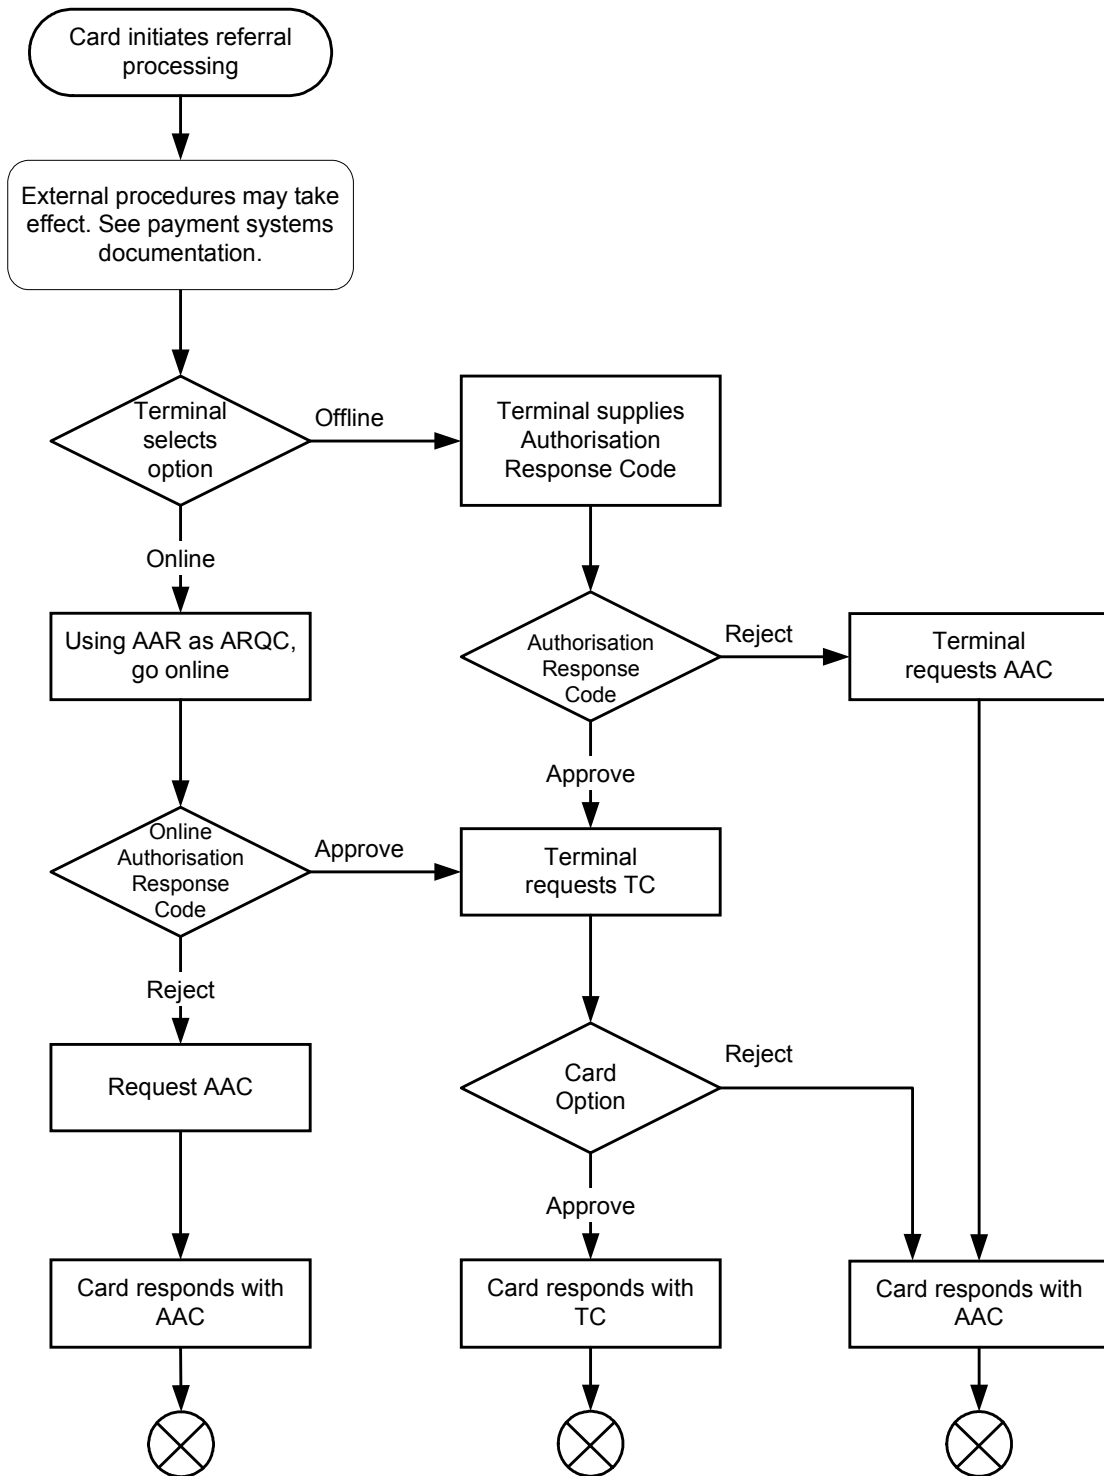 Card initiates referral
processing
External procedures may take
effect. See payment systems
documentation.
Terminal
selects
option
Offline
Terminal supplies
Authorisation
Response Code
Online
Using AAR as ARQC,
go online
Authorisation
Response
Code
Reject
Terminal
requests AAC
Approve
Online
Authorisation
Response
Code
Approve
Terminal
requests TC
Reject
Request AAC
Card
Option
Reject
Approve
Card responds with
AAC
Card responds with
TC
Card responds with
AAC